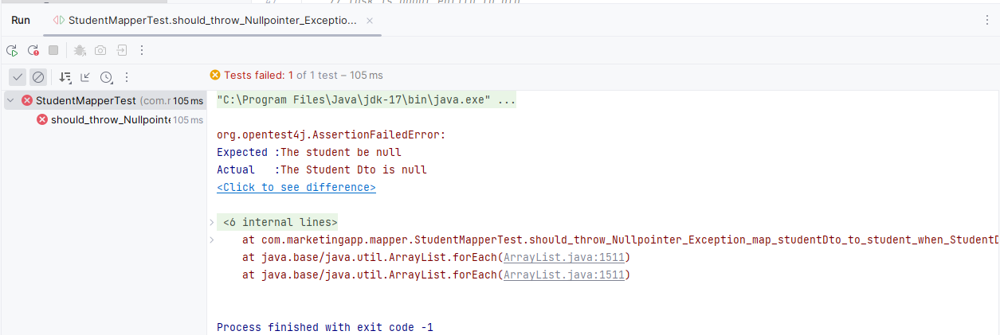 Run StudentMapperTest.should_throw_Nullpointer_Exceptio...
Tests failed: 1 of 1 test – 105 ms
StudentMapperTest (com.r 105 ms
should_throw_Nullpointe 105 ms
"C:\Program Files\Java\jdk-17\bin\java.exe" ...
org.opentest4j.AssertionFailedError:
Expected :The student be null
Actual :The Student Dto is null
<Click to see difference>
<6 internal lines>
at com.marketingapp.mapper.StudentMapperTest.should_throw_Nullpointer_Exception_map_studentDto_to_student_when_StudentD
at java.base/java.util.ArrayList.forEach(ArrayList.java:1511)
at java.base/java.util.ArrayList.forEach(ArrayList.java:1511)
Process finished with exit code -1